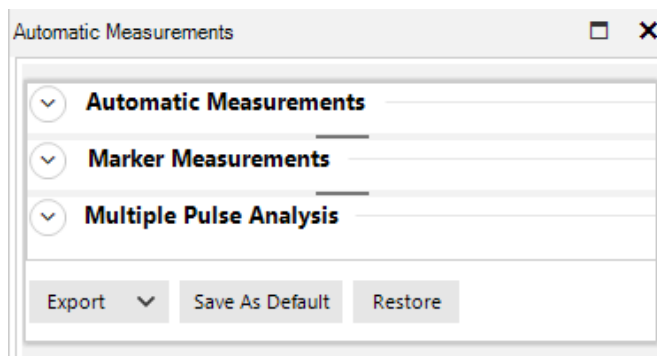 Automatic Measurements
Automatic Measurements
Marker Measurements
Multiple Pulse Analysis
Export Save As Default Restore